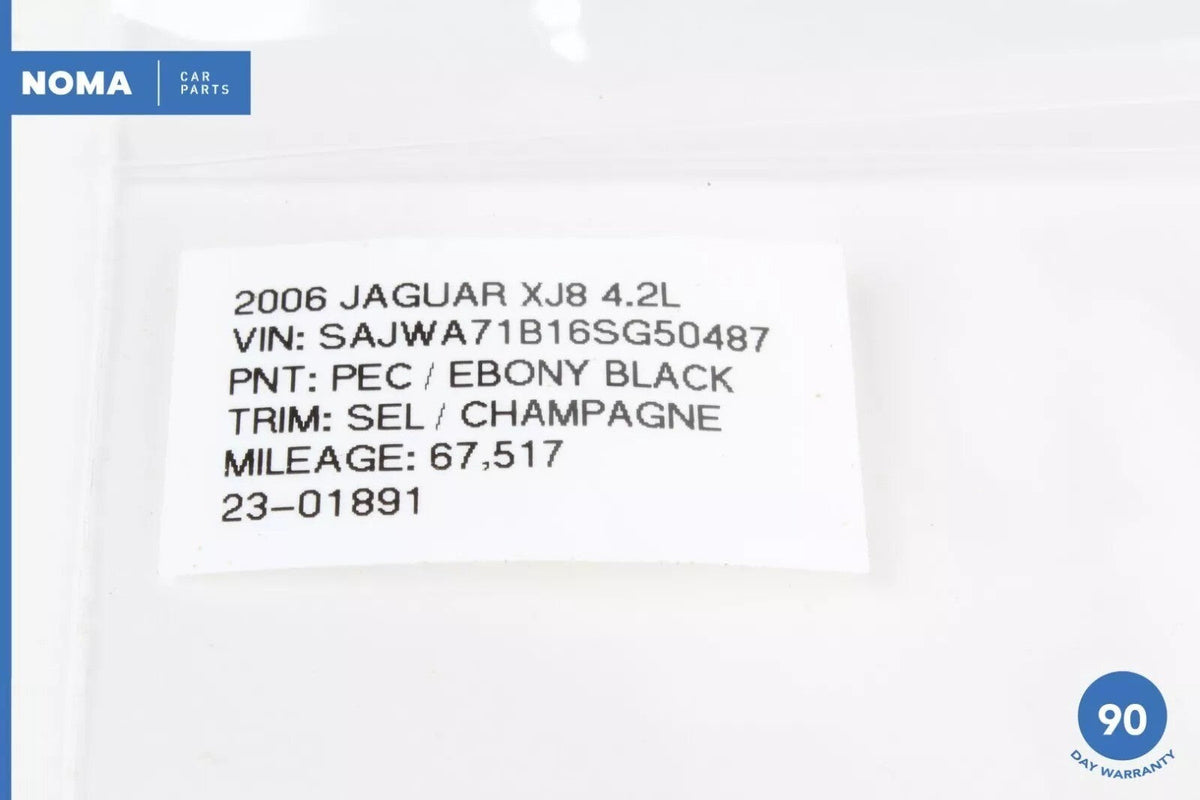 NOMA
CAR
PARTS
2006 JAGUAR XJ8 4.2L
VIN: SAJWA71B16SG50487
PNT: PEC / EBONY BLACK
TRIM: SEL / CHAMPAGNE
MILEAGE: 67,517
23-01891
90
DAY WARRANTY